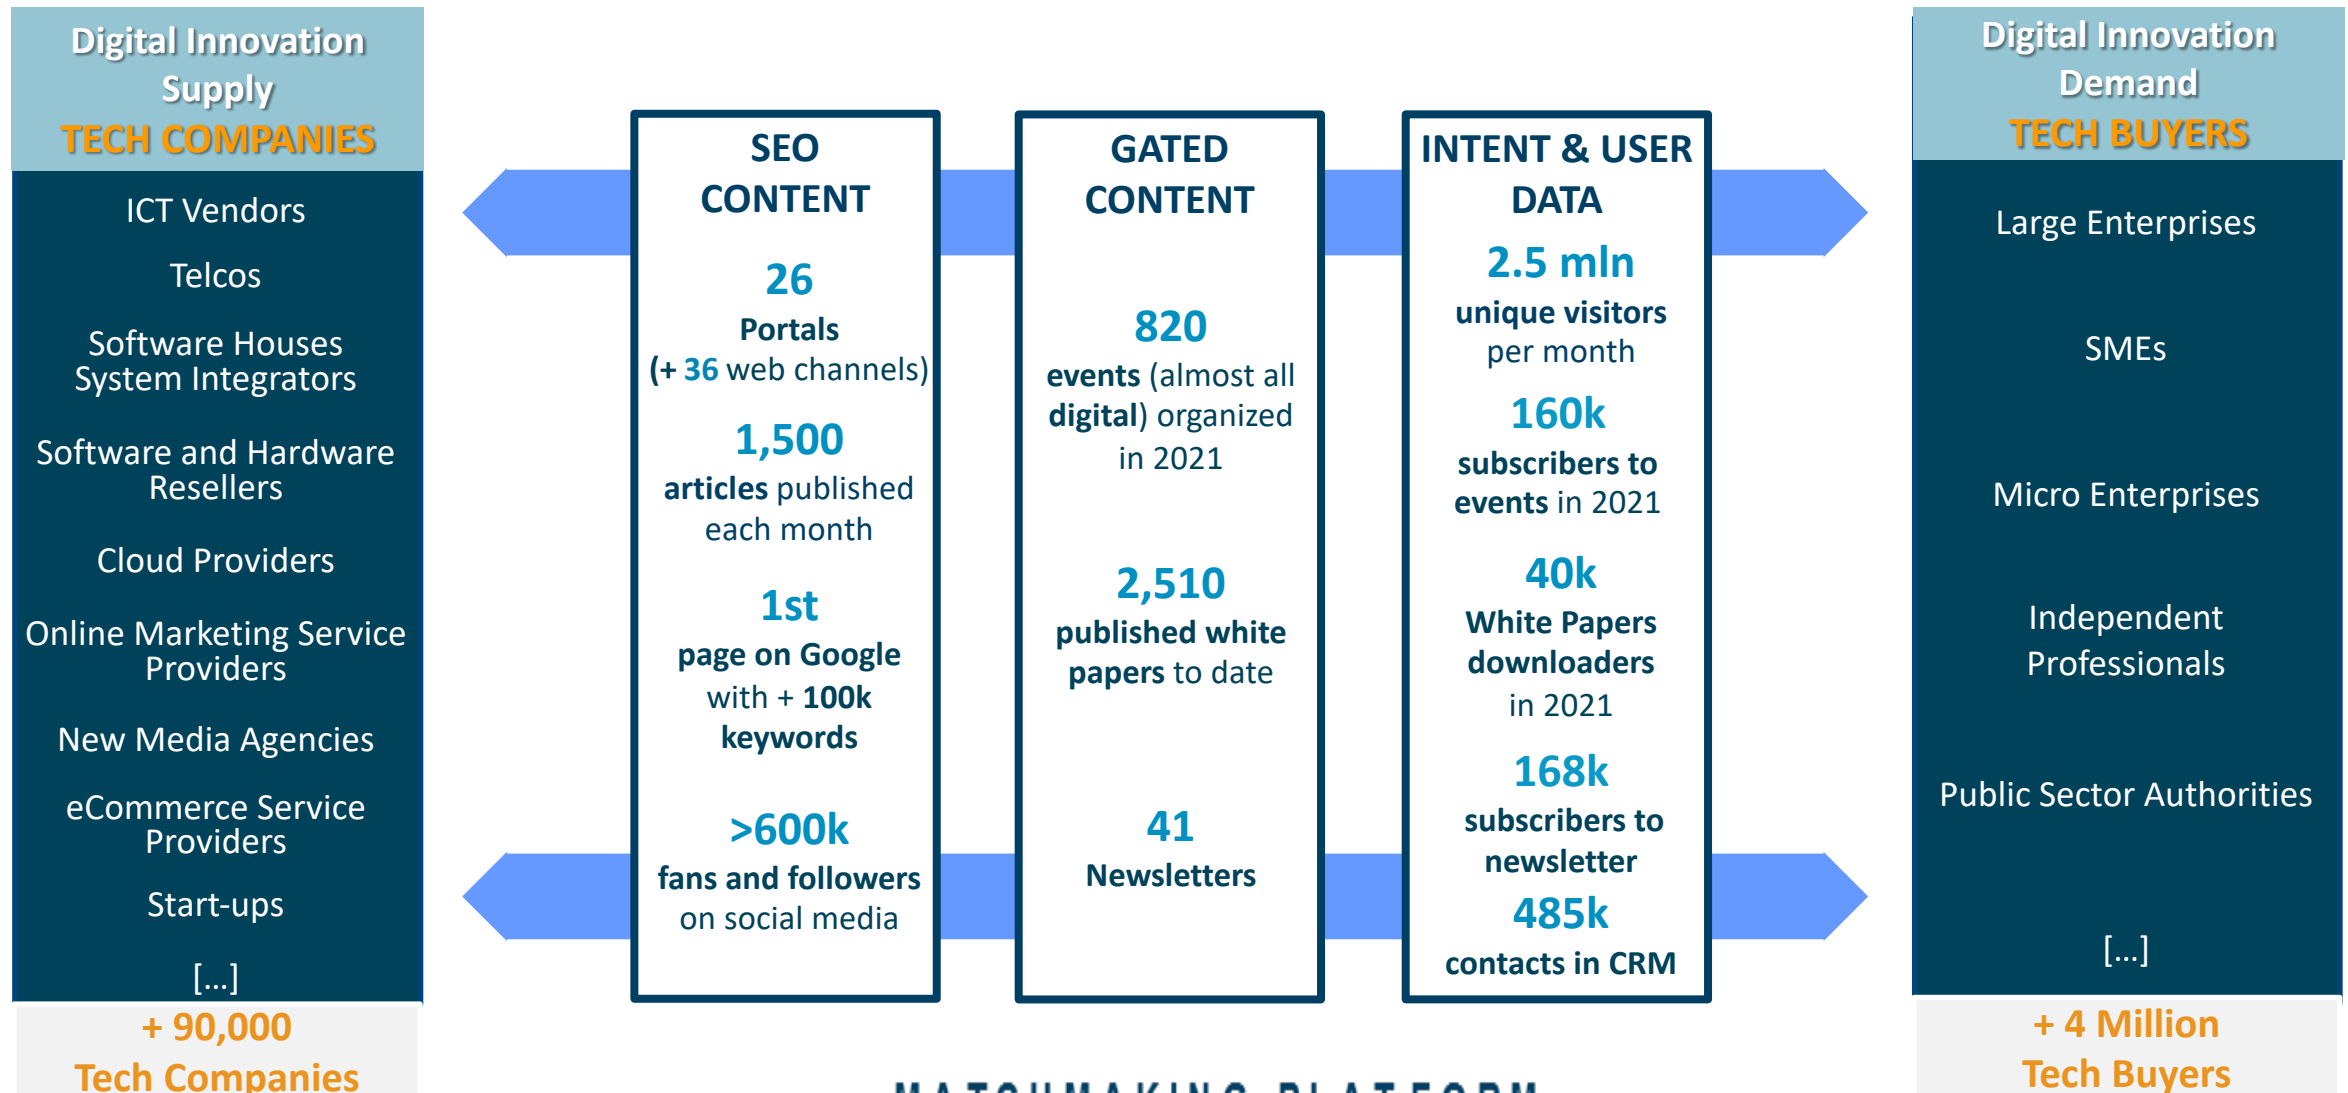 Digital Innovation
Supply
TECH COMPANIES
ICT Vendors
Telcos
Software Houses
System Integrators
Software and Hardware
Resellers
Cloud Providers
Online Marketing Service
Providers
New Media Agencies
eCommerce Service
Providers
Start-ups
[...]
+ 90,000
Tech Companies
SEO
CONTENT
26
Portals
(+ 36 web channels)
1,500
articles published
each month
1st
page on Google
with + 100k
keywords
>600k
fans and followers
on social media
GATED
CONTENT
820
events (almost all
digital) organized
in 2021
2,510
published white
papers to date
41
Newsletters
INTENT & USER
DATA
2.5 mln
unique visitors
per month
160k
subscribers to
events in 2021
40k
White Papers
downloaders
in 2021
168k
subscribers to
newsletter
485k
contacts in CRM
MATCHMAKING PLATFORM
Digital Innovation
Demand
TECH BUYERS
Large Enterprises
SMEs
Micro Enterprises
Independent
Professionals
Public Sector Authorities
[...]
+ 4 Million
Tech Buyers